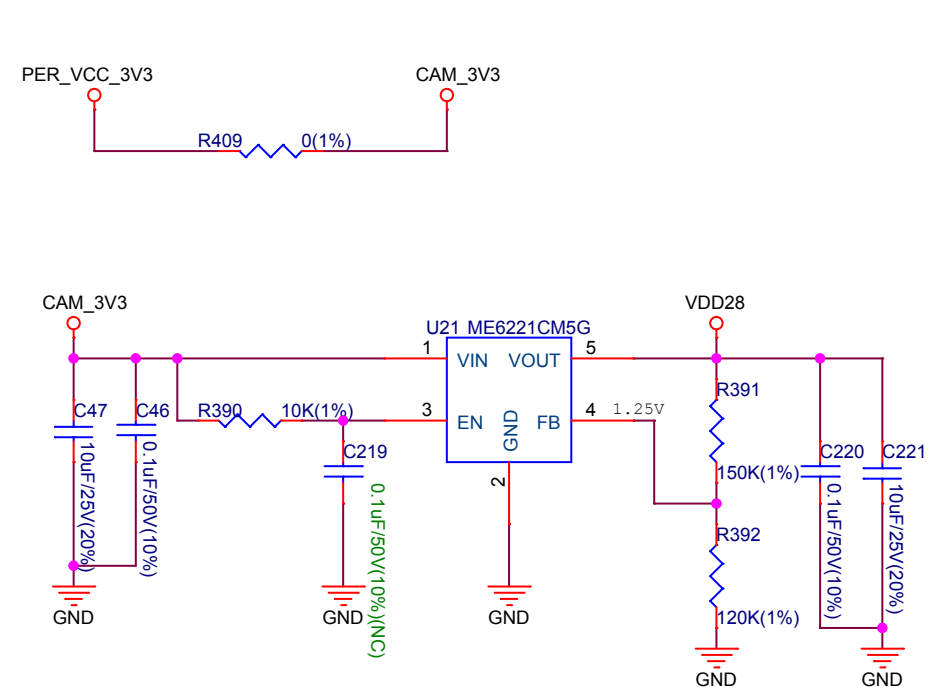 PER_VCC_3V3
CAM_3V3
R409
0(1%)
CAM_3V3
VDD28
U21 ME6221CM5G
1
VIN
VOUT
5
R391
C47
C46
R390
10K(1%)
3
EN
GND
FB
4
1.25V
C219
C220
C221
150K(1%)
2
10uF/25V(20%)
0.1uF/50V(10%)
0.1uF/50V(10%)(NC)
0.1uF/50V(10%)
10uF/25V(20%)
R392
120K(1%)
GND
GND
GND
GND
GND